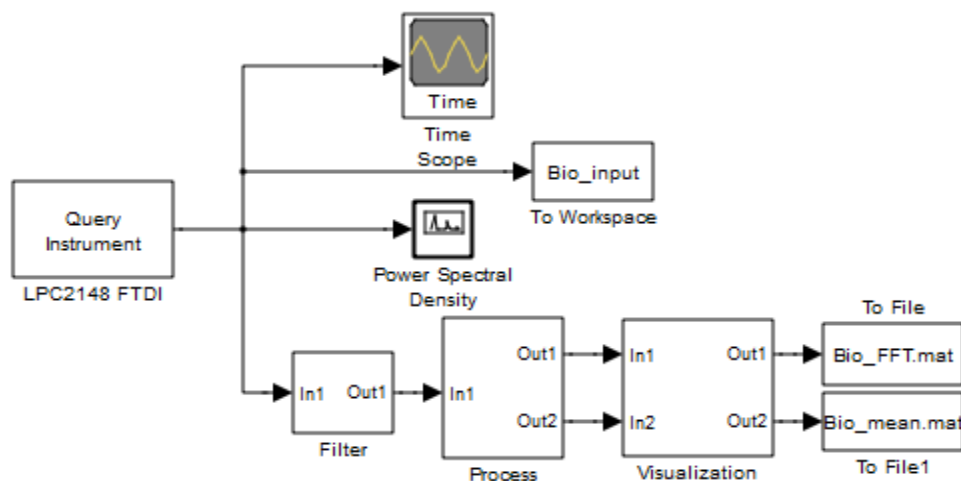 Time
Time
Scope
Bio_input
To Workspace
Query
Instrument
LPC2148 FTDI
Power Spectral
Density
To File
Out1
In1
Out1
Bio_FFT.mat
In1
Out1
In1
Out2
In2
Out2
Bio_mean.mat
Filter
Process
Visualization
To File1